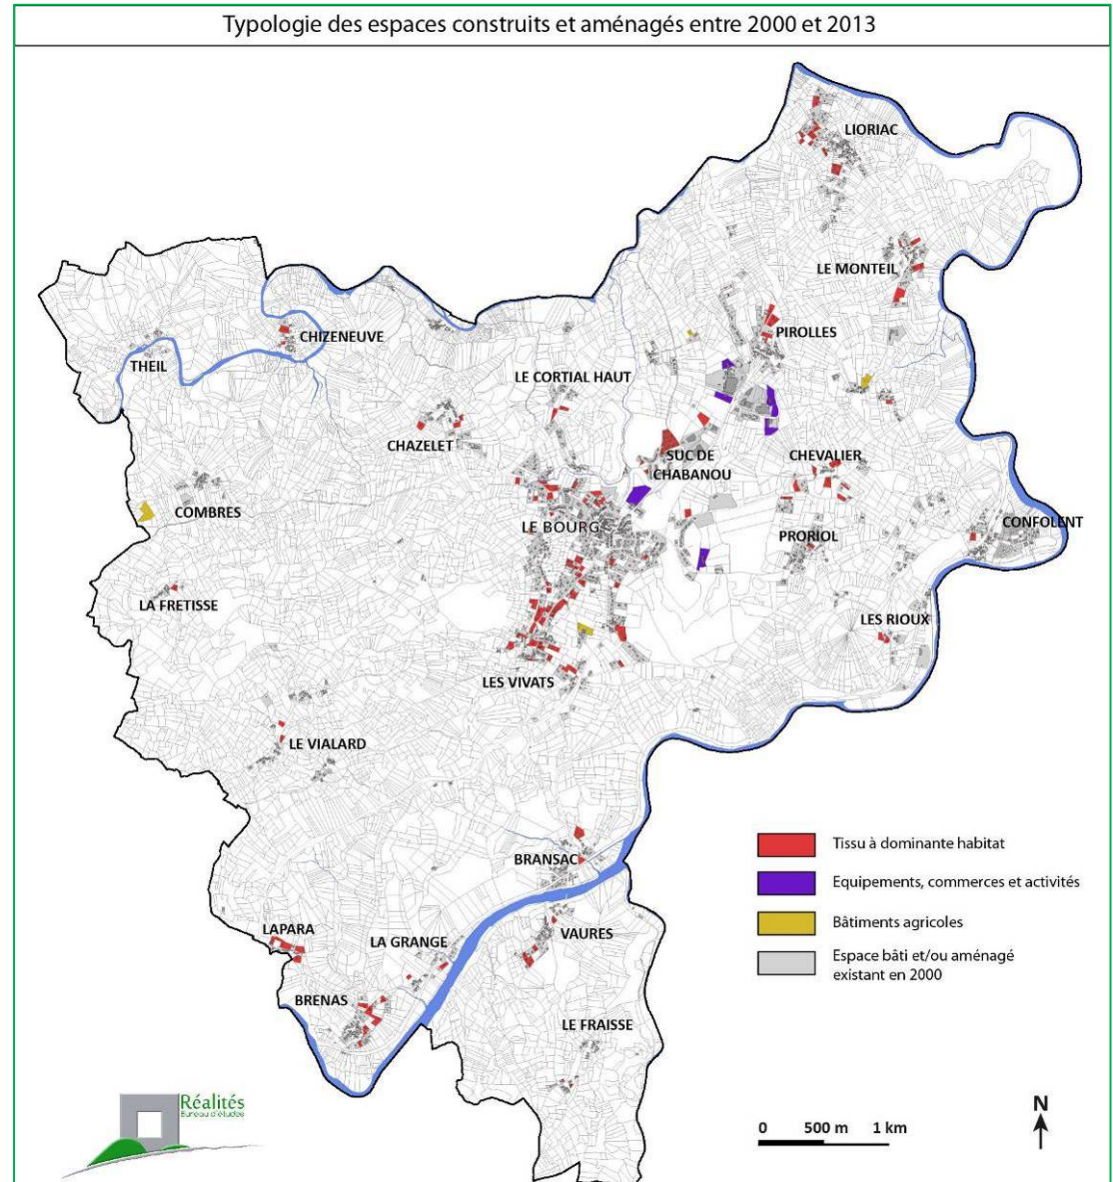 Typologie des espaces construits et aménagés entre 2000 et 2013
LIORIAC
LE MONTEIL
PIROLLES
CHIZENEUVE
THEIL
LE CORTIAL HAUT
CHAZELET
SUC DE
CHABANOU
CHEVALIER
COMBRES
LE BOURG
CONFOLENT
PRORIOL
LA FRETISSE
LES RIOUX
LES VIVATS
LE VIALARD
Tissu à dominante habitat
BRANSAC
Equipements, commerces et activités
Bâtiments agricoles
LAPARA
LA GRANGE
VAURES
Espace bâti et/ou aménagé
existant en 2000
BRENAS
LE FRAISSE
Réalités
Bureau d'études
N
0 500 m 1 km